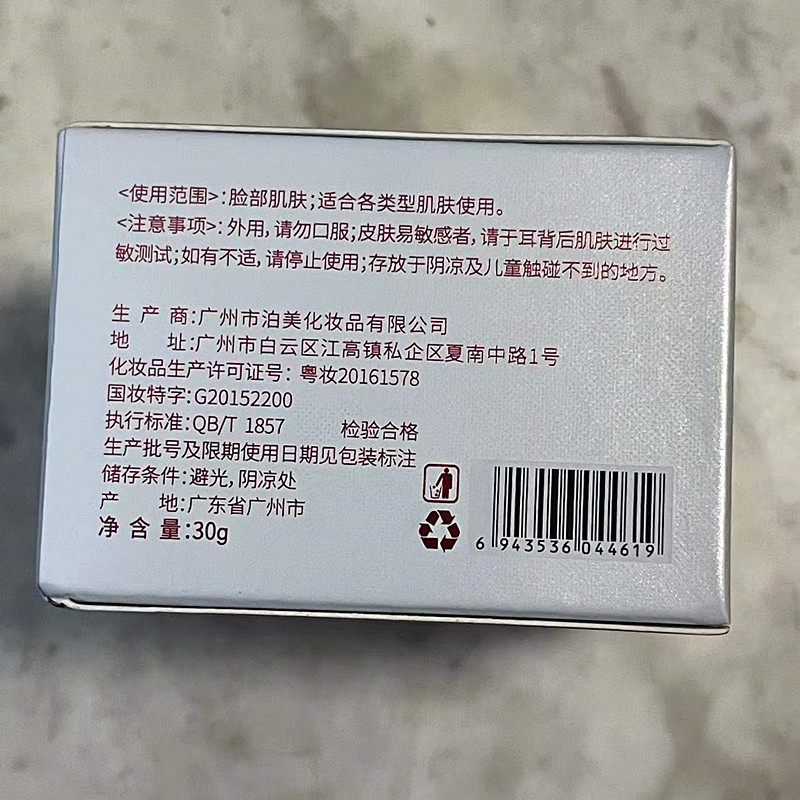 <使用范围>:脸部肌肤;适合各类型肌肤使用。
<注意事项>:外用,请勿口服;皮肤易敏感者,请于耳背后肌肤进行过
敏测试;如有不适,请停止使用;存放于阴凉及儿童触碰不到的地方。
生产商:广州市泊美化妆品有限公司
地址:广州市白云区江高镇私企区夏南中路1号
化妆品生产许可证号:粤妆20161578
国妆特字:G20152200
执行标准:QB/T 1857 检验合格
生产批号及限期使用日期见包装标注
储存条件:避光,阴凉处
产地:广东省广州市
净含量:30g
6 943536 044619